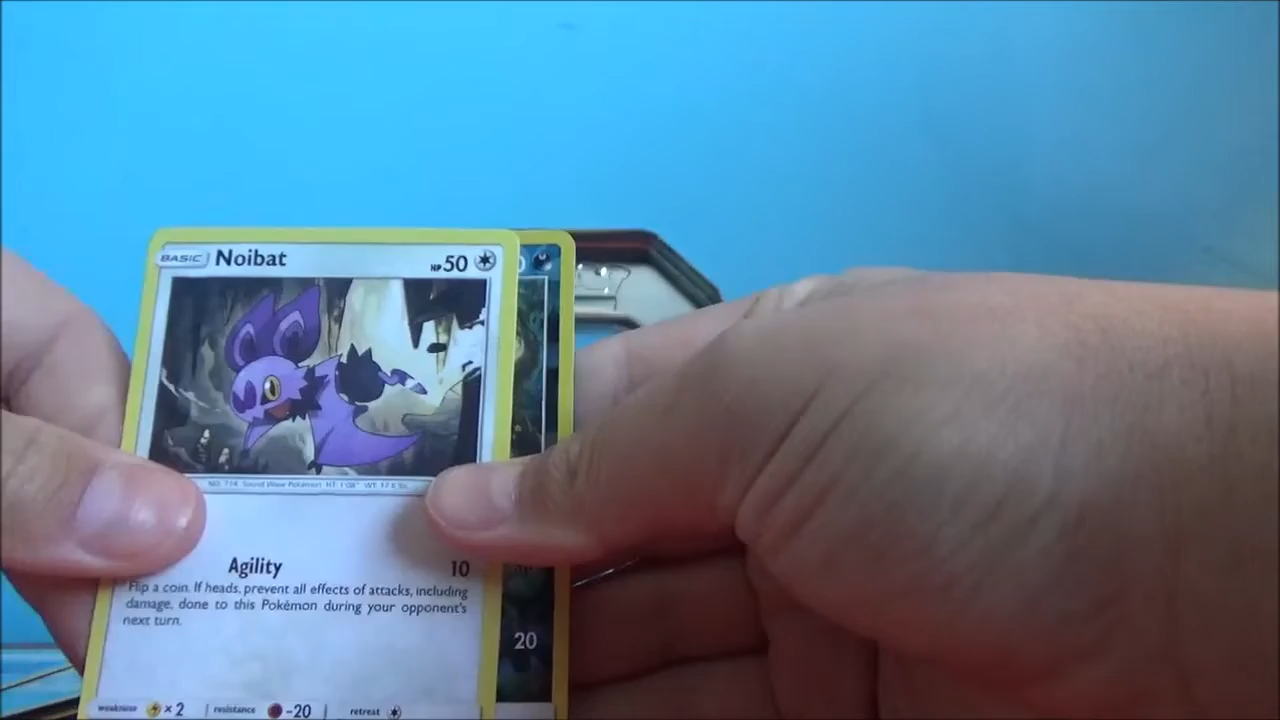 BASIC Noibat HP 50
NO. 714 Sound Wave Pokémon HT: 1'08" WT: 17.6 lbs.
Agility 10
Flip a coin. If heads, prevent all effects of attacks, including
damage, done to this Pokémon during your opponent's
next turn.
20
weakness ×2 resistance -20 retreat